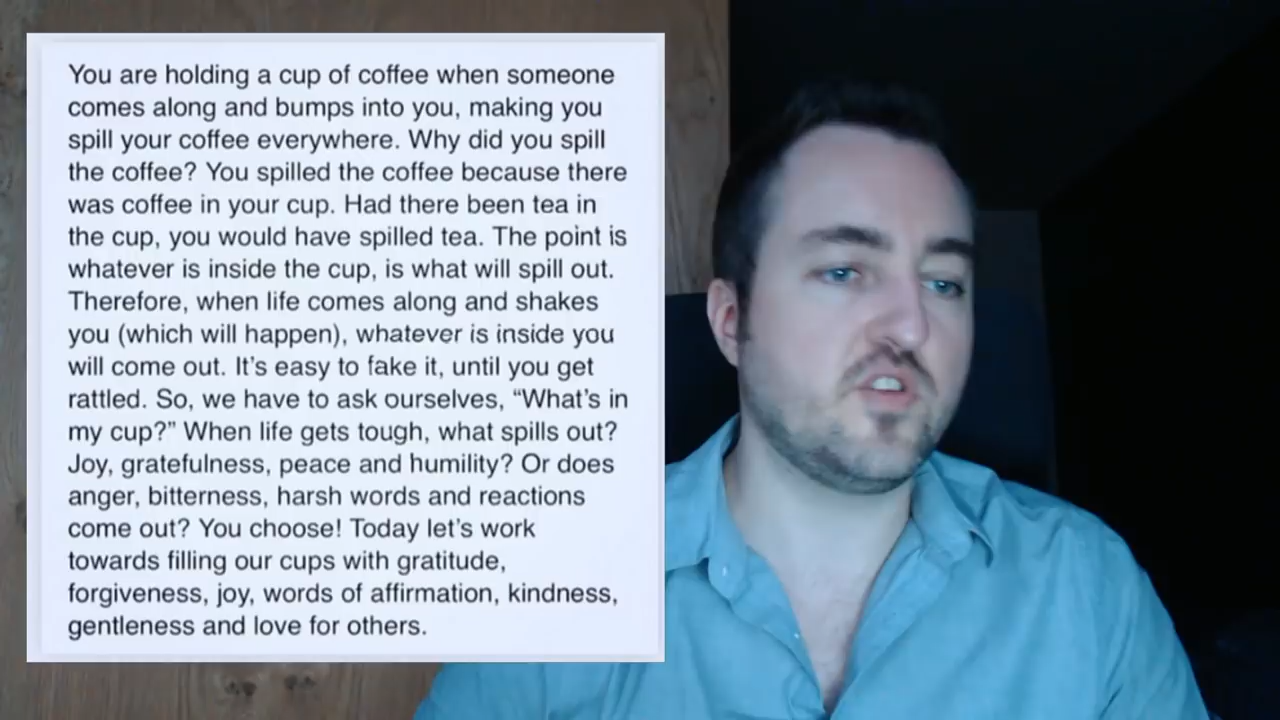 You are holding a cup of coffee when someone
comes along and bumps into you, making you
spill your coffee everywhere. Why did you spill
the coffee? You spilled the coffee because there
was coffee in your cup. Had there been tea in
the cup, you would have spilled tea. The point is
whatever is inside the cup, is what will spill out.
Therefore, when life comes along and shakes
you (which will happen), whatever is inside you
will come out. It’s easy to fake it, until you get
rattled. So, we have to ask ourselves, “What’s in
my cup?” When life gets tough, what spills out?
Joy, gratefulness, peace and humility? Or does
anger, bitterness, harsh words and reactions
come out? You choose! Today let’s work
towards filling our cups with gratitude,
forgiveness, joy, words of affirmation, kindness,
gentleness and love for others.